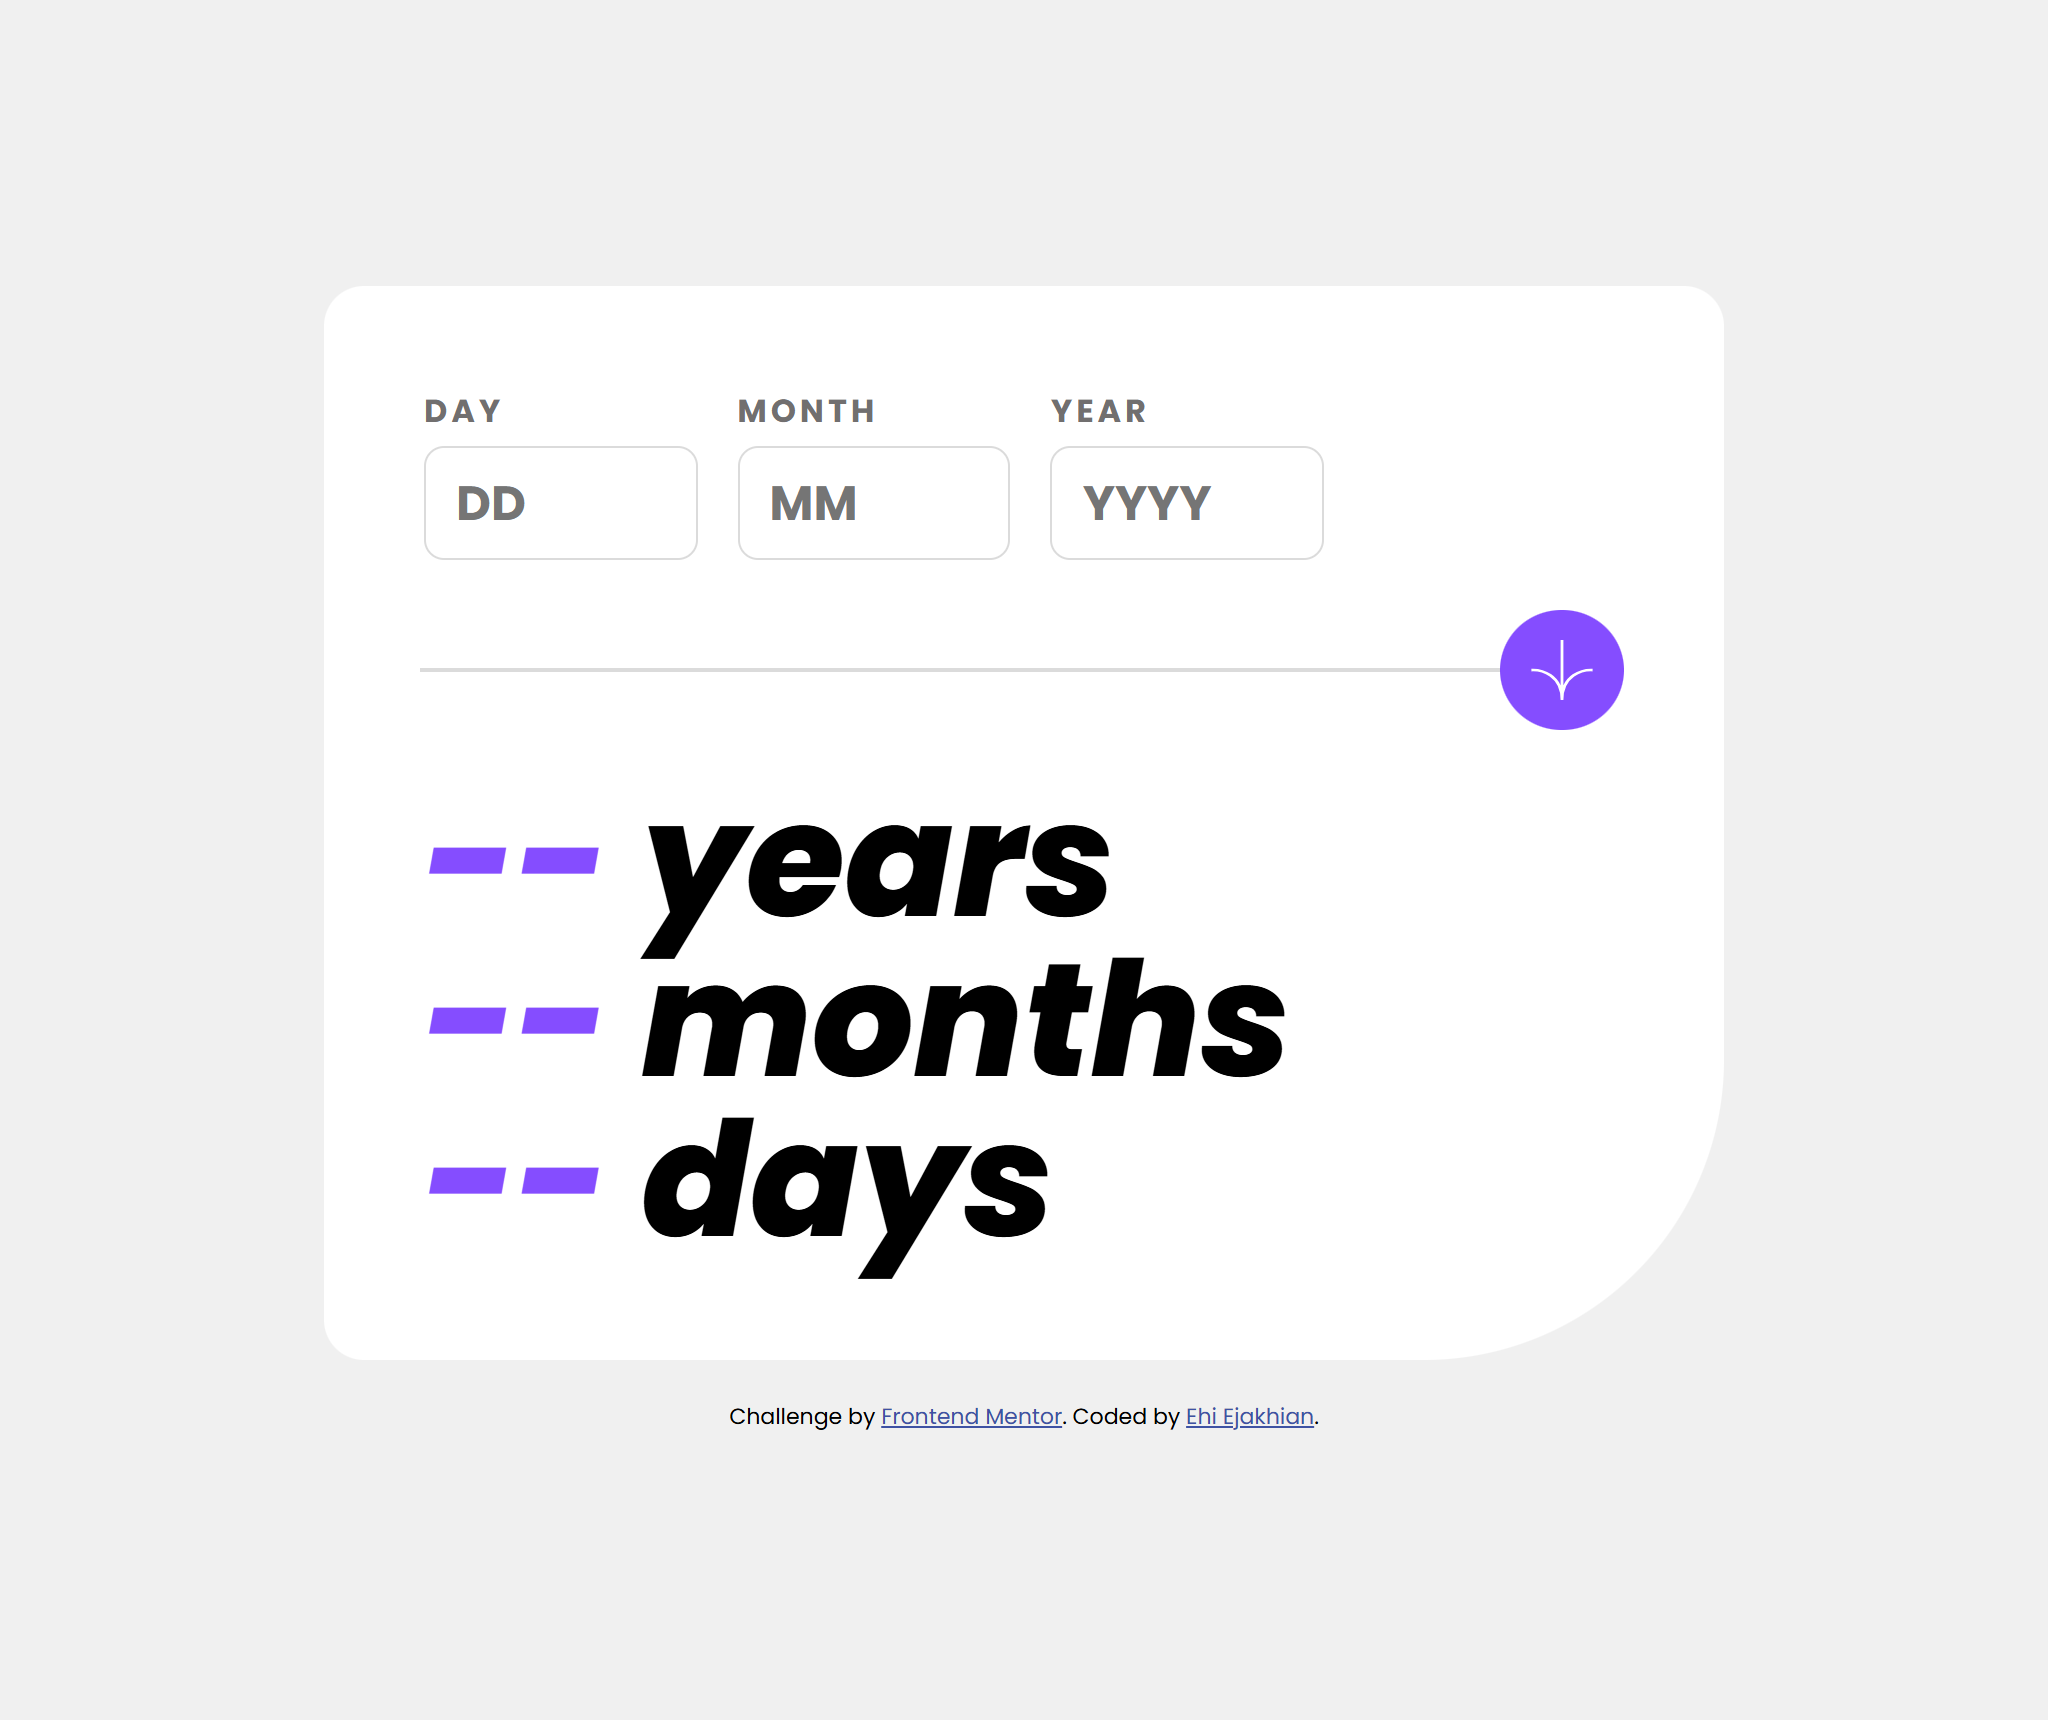 DAY MONTH YEAR
DD MM YYYY
-- years
-- months
-- days
Challenge by Frontend Mentor. Coded by Ehi Ejakhian.